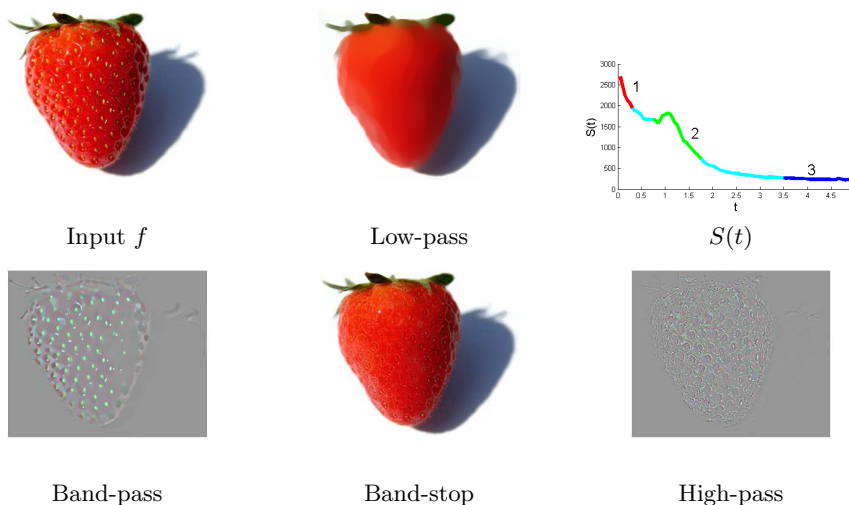 3000
2500
2000
1500
1000
500
0
S(t)
1
2
3
0 0.5 1 1.5 2 2.5 3 3.5 4 4.5
t
Input f
Low-pass
S(t)
Band-pass
Band-stop
High-pass